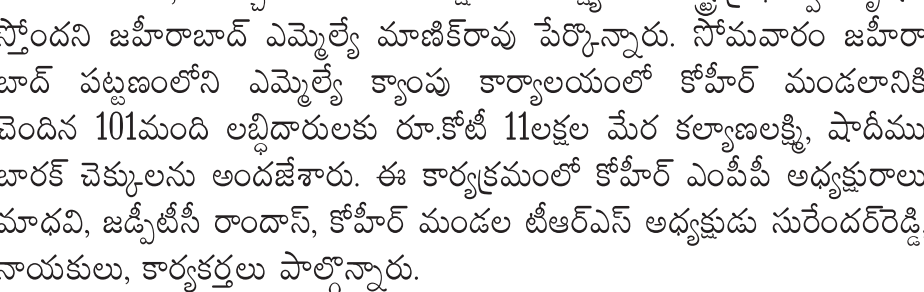 స్తోందని జహీరాబాద్ ఎమ్మెల్యే మాణిక్‌రావు పేర్కొన్నారు. సోమవారం జహీరా
బాద్ పట్టణంలోని ఎమ్మెల్యే క్యాంపు కార్యాలయంలో కోహీర్ మండలానికి
చెందిన 101మంది లబ్ధిదారులకు రూ.కోటీ 11లక్షల మేర కల్యాణలక్ష్మి, షాదీము
బారక్ చెక్కులను అందజేశారు. ఈ కార్యక్రమంలో కోహీర్ ఎంపీపీ అధ్యక్షురాలు
మాధవి, జడ్పీటీసీ రాందాస్, కోహీర్ మండల టీఆర్ఎస్ అధ్యక్షుడు సురేందర్‌రెడ్డి,
నాయకులు, కార్యకర్తలు పాల్గొన్నారు.